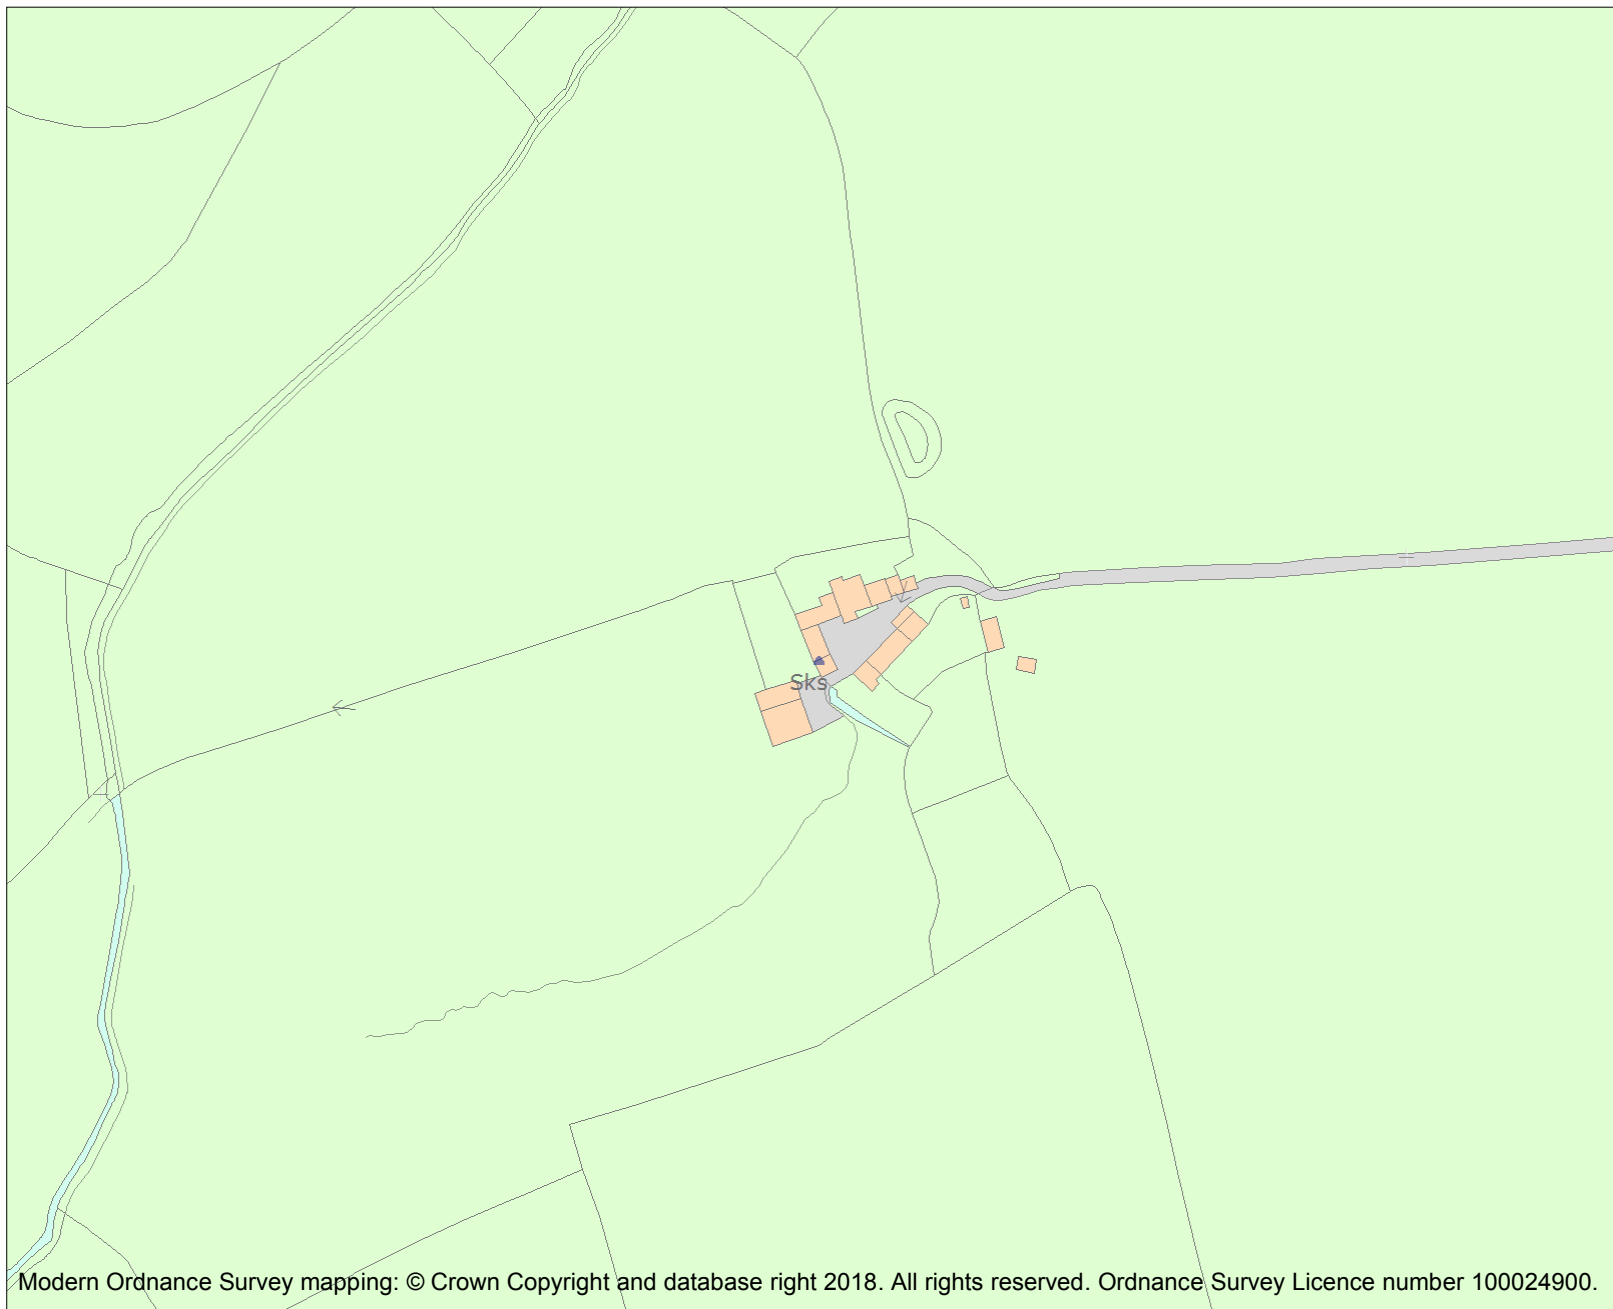 Sks
Modern Ordnance Survey mapping: © Crown Copyright and database right 2018. All rights reserved. Ordnance Survey Licence number 100024900.